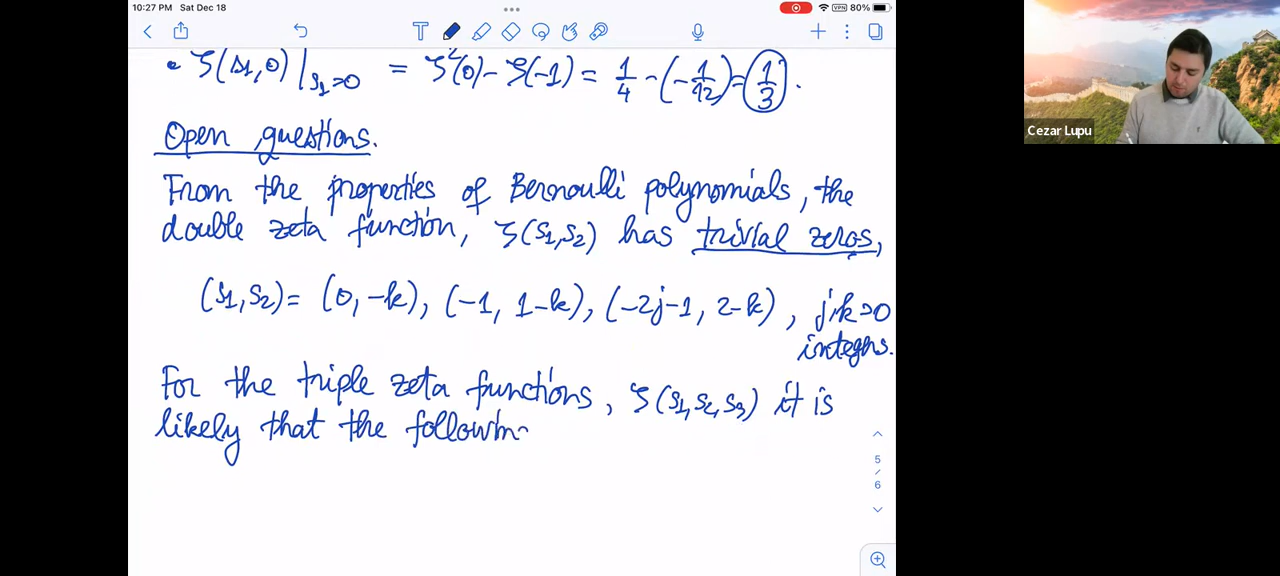 10:27 PM Sat Dec 18
VPN 80%
• ζ(s₁,0)|s₁=0 = ζ²(0) - ζ(-1) = 1/4 - (-1/12) = 1/3.
Open questions.
From the properties of Bernoulli polynomials, the
double zeta function, ζ(s₁,s₂) has trivial zeros,
(s₁,s₂) = (0,-k), (-1, 1-k), (-2j-1, 2-k), j,k>0
integers.
For the triple zeta functions, ζ(s₁,s₂,s₃) it is
likely that the followin
5
/
6
Cezar Lupu